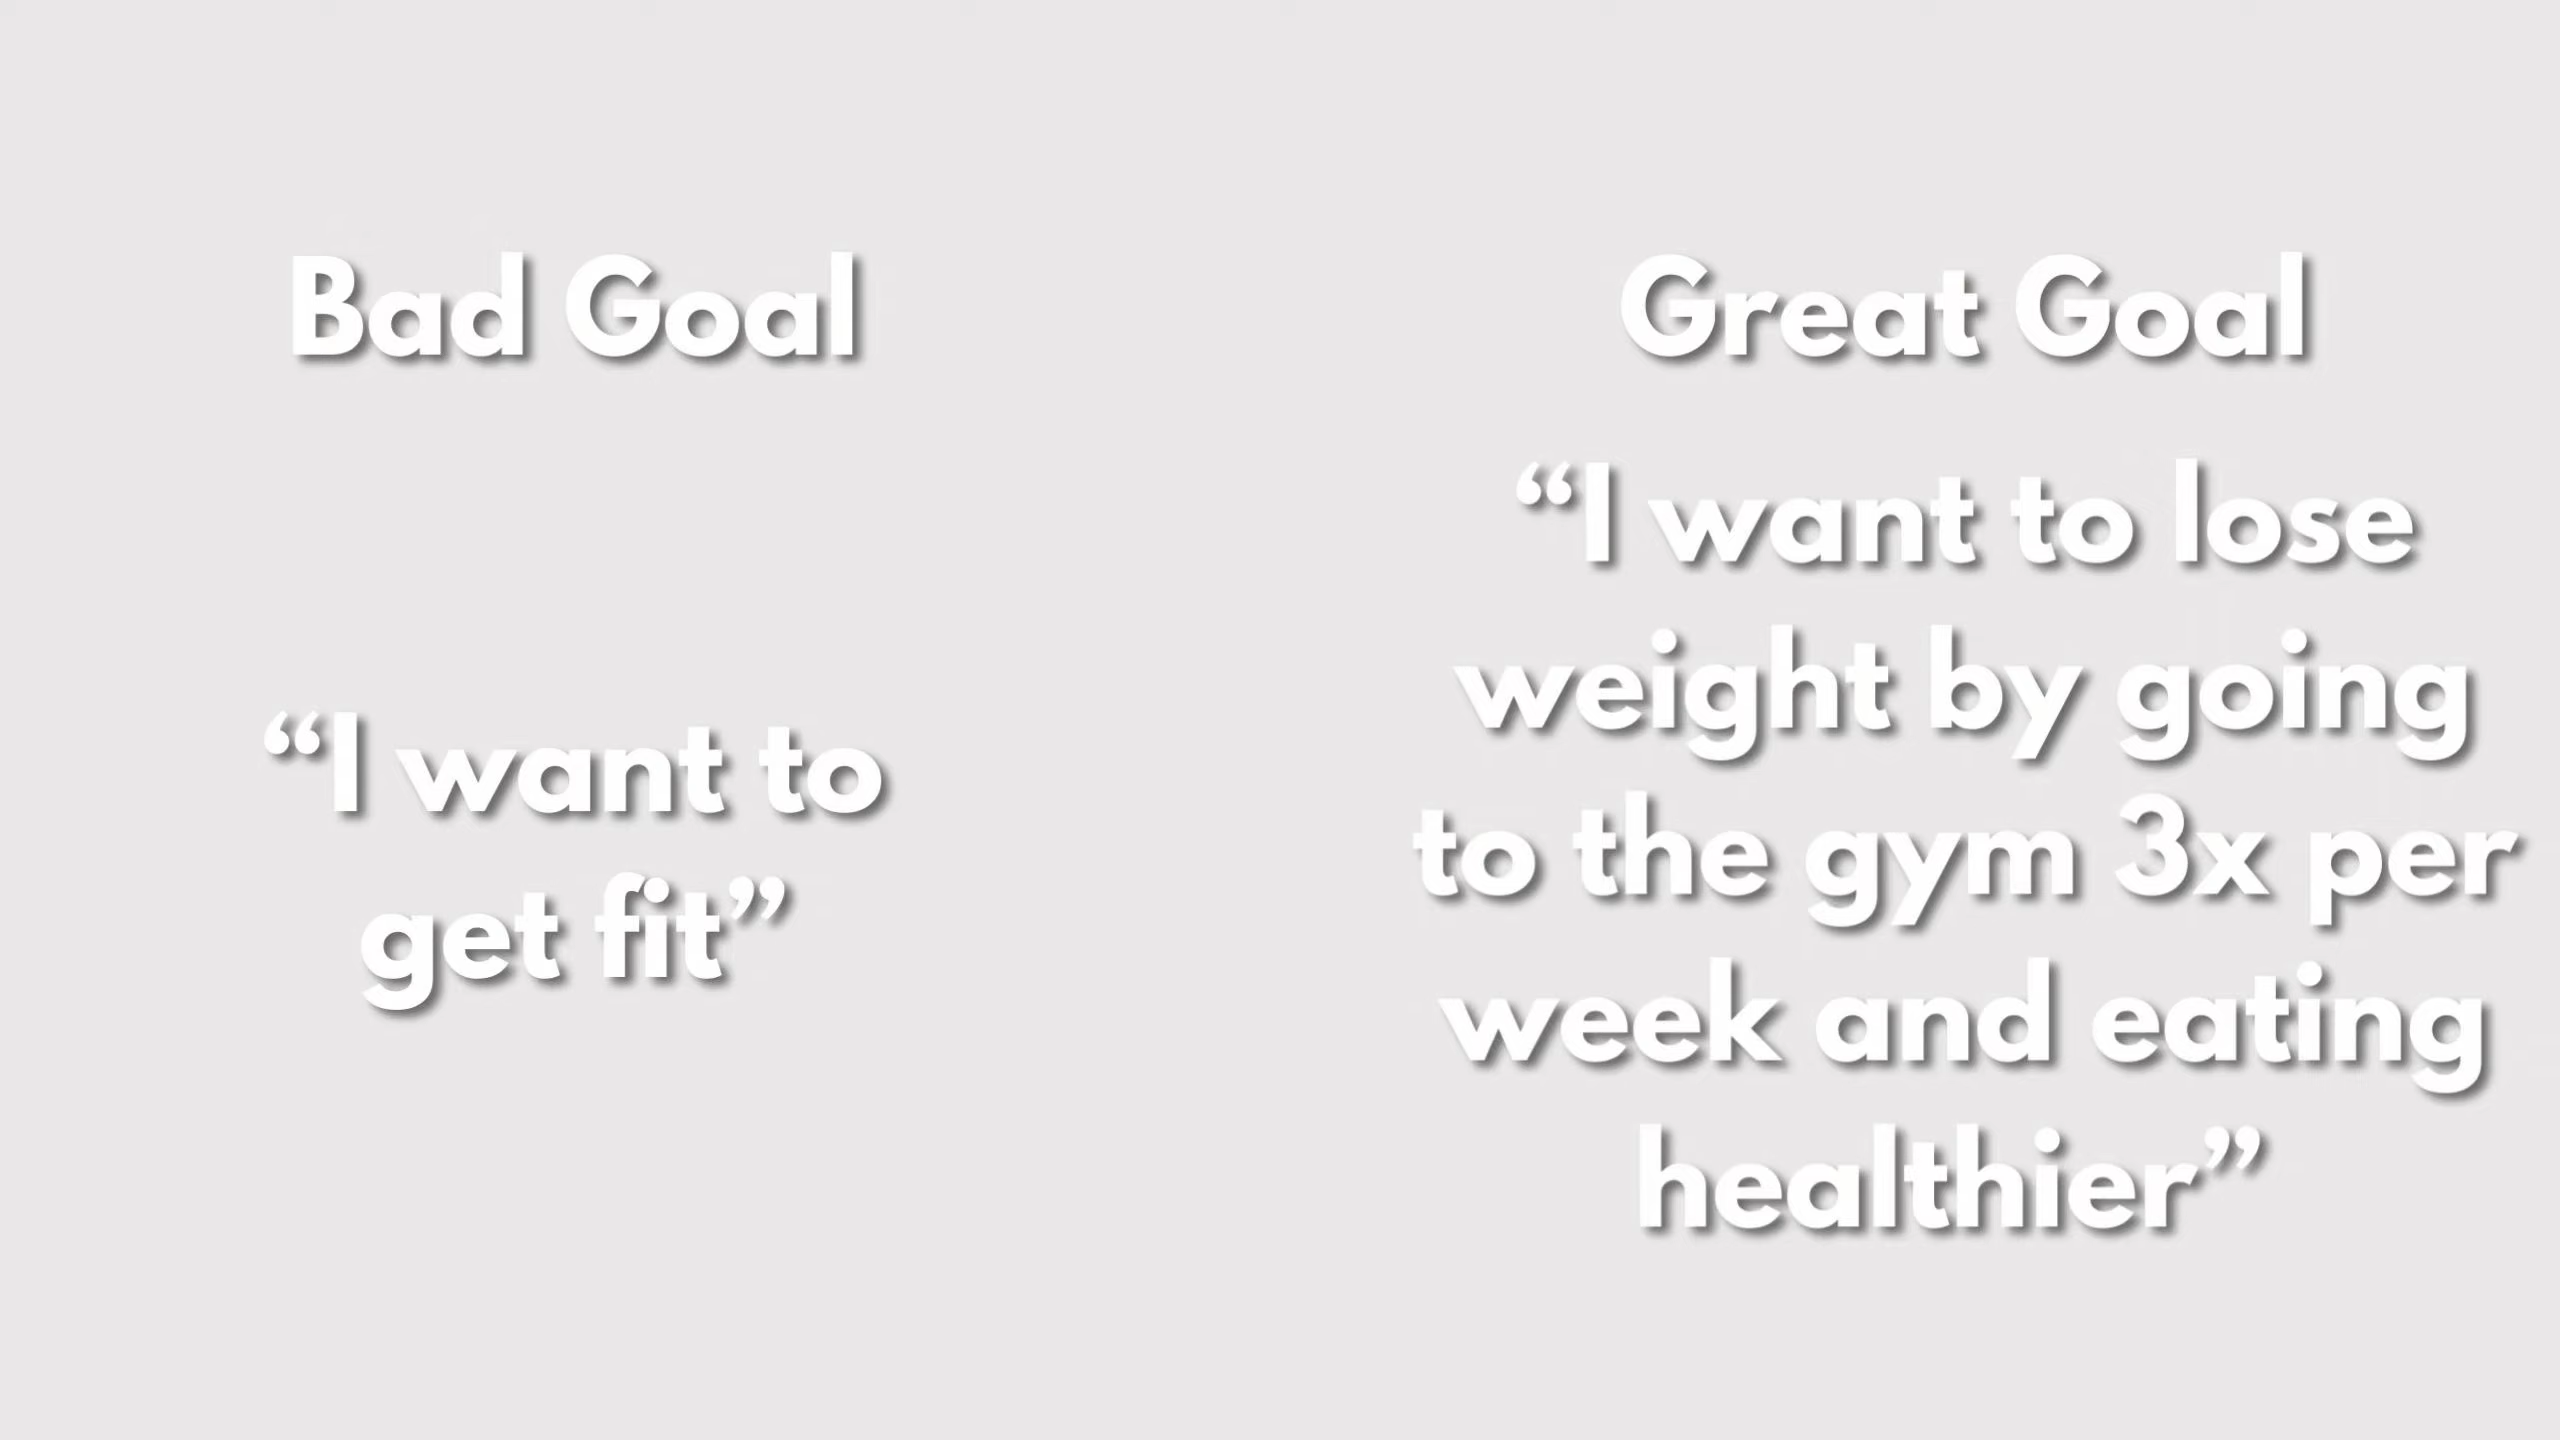 Bad Goal
“I want to
get fit”
Great Goal
“I want to lose
weight by going
to the gym 3x per
week and eating
healthier”